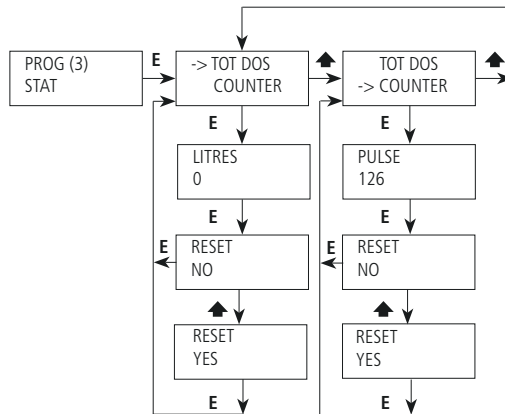 PROG (3)
STAT
E
-> TOT DOS
COUNTER
TOT DOS
-> COUNTER
E
E
LITRES
0
PULSE
126
E
E
RESET
NO
E
RESET
NO
E
RESET
YES
RESET
YES
E
E